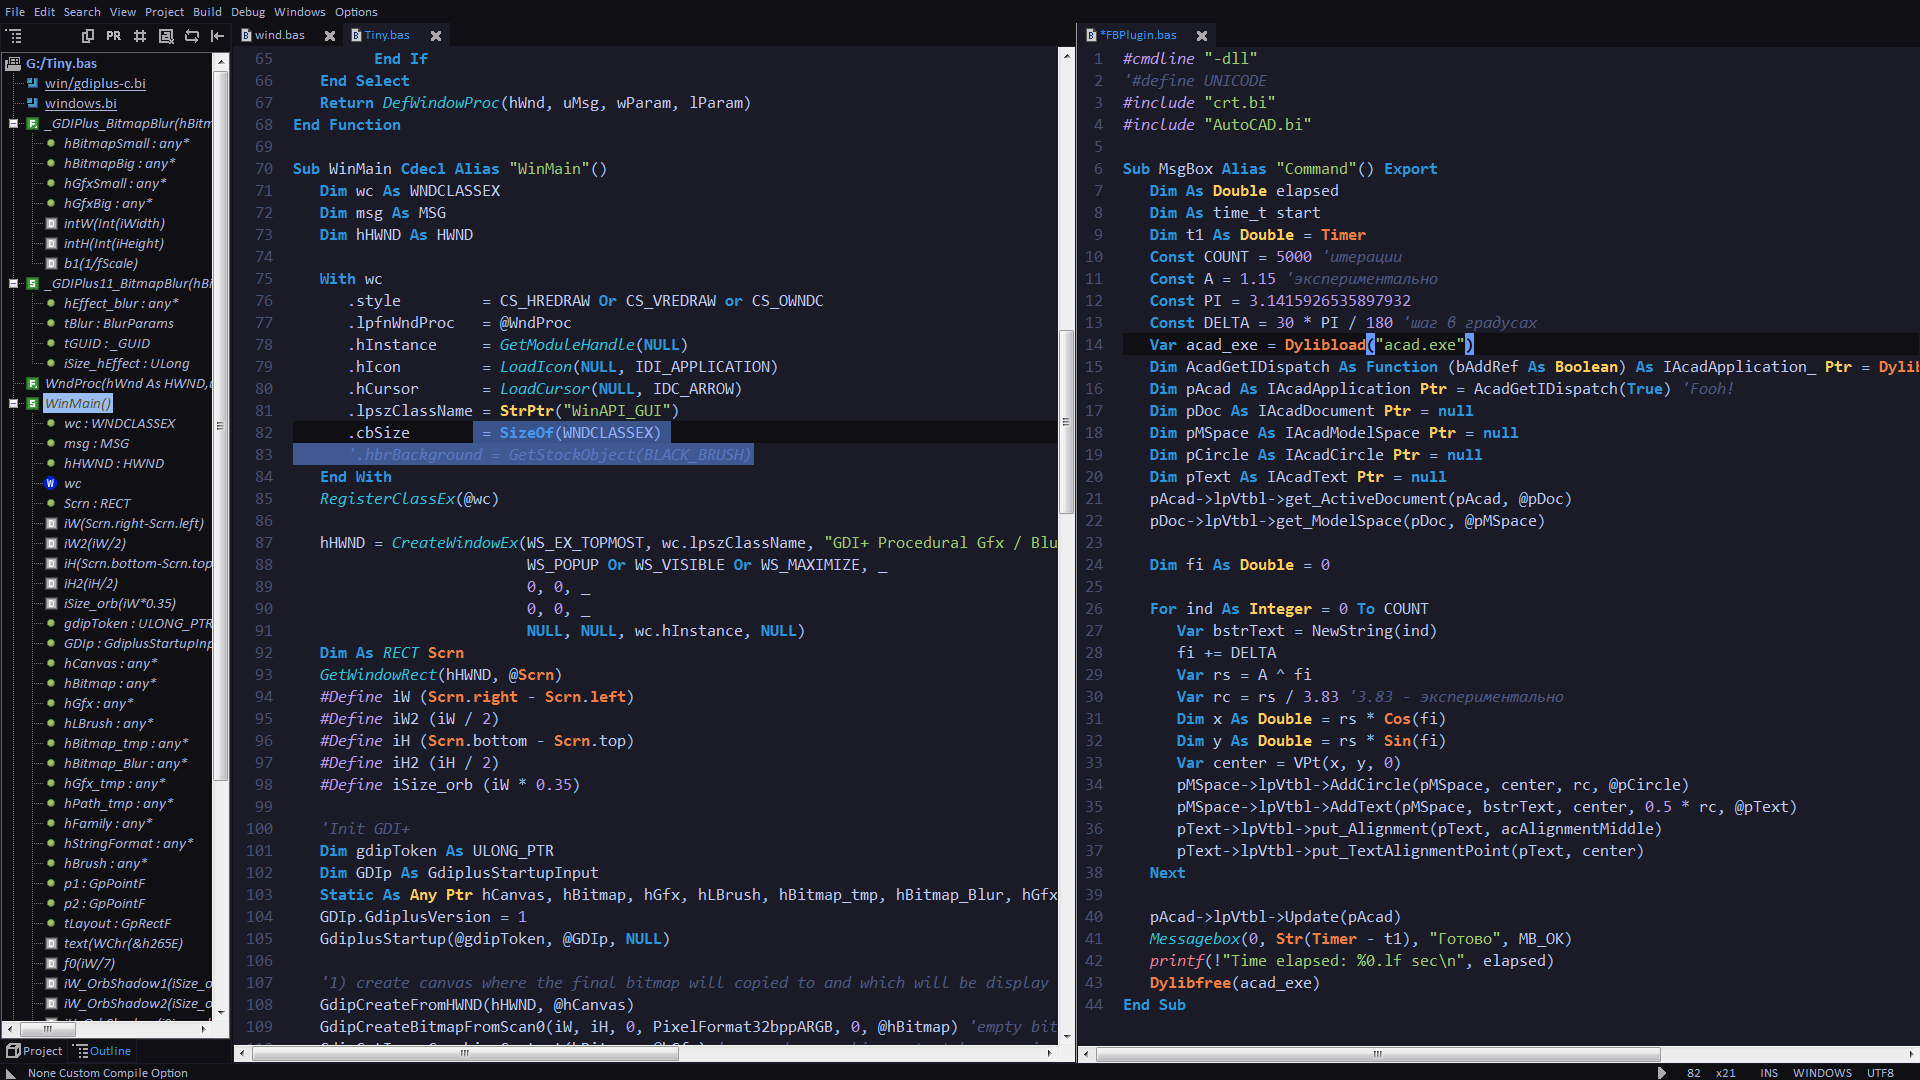 File Edit Search View Project Build Debug Windows Options
PR
wind.bas
Tiny.bas
*FBPlugin.bas
G:/Tiny.bas
win/gdiplus-c.bi
windows.bi
_GDIPlus_BitmapBlur(hBitm
hBitmapSmall : any*
hBitmapBig : any*
hGfxSmall : any*
hGfxBig : any*
intW(Int(iWidth)
intH(Int(iHeight)
b1(1/fScale)
_GDIPlus11_BitmapBlur(hBi
hEffect_blur : any*
tBlur : BlurParams
tGUID : _GUID
iSize_hEffect : ULong
WndProc(hWnd As HWND,u
WinMain()
wc : WNDCLASSEX
msg : MSG
hHWND : HWND
wc
Scrn : RECT
iW(Scrn.right-Scrn.left)
iW2(iW/2)
iH(Scrn.bottom-Scrn.top
iH2(iH/2)
iSize_orb(iW*0.35)
gdipToken : ULONG_PTR
GDIp : GdiplusStartupInp
hCanvas : any*
hBitmap : any*
hGfx : any*
hLBrush : any*
hBitmap_tmp : any*
hBitmap_Blur : any*
hGfx_tmp : any*
hPath_tmp : any*
hFamily : any*
hStringFormat : any*
hBrush : any*
p1 : GpPointF
p2 : GpPointF
tLayout : GpRectF
text(WChr(&h265E)
f0(iW/7)
iW_OrbShadow1(iSize_o
iW_OrbShadow2(iSize_o
Project Outline
65 End If
66 End Select
67 Return DefWindowProc(hWnd, uMsg, wParam, lParam)
68 End Function
69
70 Sub WinMain Cdecl Alias "WinMain"()
71 Dim wc As WNDCLASSEX
72 Dim msg As MSG
73 Dim hHWND As HWND
74
75 With wc
76 .style = CS_HREDRAW Or CS_VREDRAW or CS_OWNDC
77 .lpfnWndProc = @WndProc
78 .hInstance = GetModuleHandle(NULL)
79 .hIcon = LoadIcon(NULL, IDI_APPLICATION)
80 .hCursor = LoadCursor(NULL, IDC_ARROW)
81 .lpszClassName = StrPtr("WinAPI_GUI")
82 .cbSize = SizeOf(WNDCLASSEX)
83 '.hbrBackground = GetStockObject(BLACK_BRUSH)
84 End With
85 RegisterClassEx(@wc)
86
87 hHWND = CreateWindowEx(WS_EX_TOPMOST, wc.lpszClassName, "GDI+ Procedural Gfx / Blu
88 WS_POPUP Or WS_VISIBLE Or WS_MAXIMIZE, _
89 0, 0, _
90 0, 0, _
91 NULL, NULL, wc.hInstance, NULL)
92 Dim As RECT Scrn
93 GetWindowRect(hHWND, @Scrn)
94 #Define iW (Scrn.right - Scrn.left)
95 #Define iW2 (iW / 2)
96 #Define iH (Scrn.bottom - Scrn.top)
97 #Define iH2 (iH / 2)
98 #Define iSize_orb (iW * 0.35)
99
100 'Init GDI+
101 Dim gdipToken As ULONG_PTR
102 Dim GDIp As GdiplusStartupInput
103 Static As Any Ptr hCanvas, hBitmap, hGfx, hLBrush, hBitmap_tmp, hBitmap_Blur, hGfx
104 GDIp.GdiplusVersion = 1
105 GdiplusStartup(@gdipToken, @GDIp, NULL)
106
107 '1) create canvas where the final bitmap will copied to and which will be display
108 GdipCreateFromHWND(hHWND, @hCanvas)
109 GdipCreateBitmapFromScan0(iW, iH, 0, PixelFormat32bppARGB, 0, @hBitmap) 'empty bit
1 #cmdline "-dll"
2 '#define UNICODE
3 #include "crt.bi"
4 #include "AutoCAD.bi"
5
6 Sub MsgBox Alias "Command"() Export
7 Dim As Double elapsed
8 Dim As time_t start
9 Dim t1 As Double = Timer
10 Const COUNT = 5000 'итерации
11 Const A = 1.15 'экспериментально
12 Const PI = 3.1415926535897932
13 Const DELTA = 30 * PI / 180 'шаг в градусах
14 Var acad_exe = Dylibload("acad.exe")
15 Dim AcadGetIDispatch As Function (bAddRef As Boolean) As IAcadApplication_ Ptr = Dylib
16 Dim pAcad As IAcadApplication Ptr = AcadGetIDispatch(True) 'Fooh!
17 Dim pDoc As IAcadDocument Ptr = null
18 Dim pMSpace As IAcadModelSpace Ptr = null
19 Dim pCircle As IAcadCircle Ptr = null
20 Dim pText As IAcadText Ptr = null
21 pAcad->lpVtbl->get_ActiveDocument(pAcad, @pDoc)
22 pDoc->lpVtbl->get_ModelSpace(pDoc, @pMSpace)
23
24 Dim fi As Double = 0
25
26 For ind As Integer = 0 To COUNT
27 Var bstrText = NewString(ind)
28 fi += DELTA
29 Var rs = A ^ fi
30 Var rc = rs / 3.83 '3.83 - экспериментально
31 Dim x As Double = rs * Cos(fi)
32 Dim y As Double = rs * Sin(fi)
33 Var center = VPt(x, y, 0)
34 pMSpace->lpVtbl->AddCircle(pMSpace, center, rc, @pCircle)
35 pMSpace->lpVtbl->AddText(pMSpace, bstrText, center, 0.5 * rc, @pText)
36 pText->lpVtbl->put_Alignment(pText, acAlignmentMiddle)
37 pText->lpVtbl->put_TextAlignmentPoint(pText, center)
38 Next
39
40 pAcad->lpVtbl->Update(pAcad)
41 Messagebox(0, Str(Timer - t1), "Готово", MB_OK)
42 printf(!"Time elapsed: %0.lf sec\n", elapsed)
43 Dylibfree(acad_exe)
44 End Sub
None Custom Compile Option
82 x21 INS WINDOWS UTF8